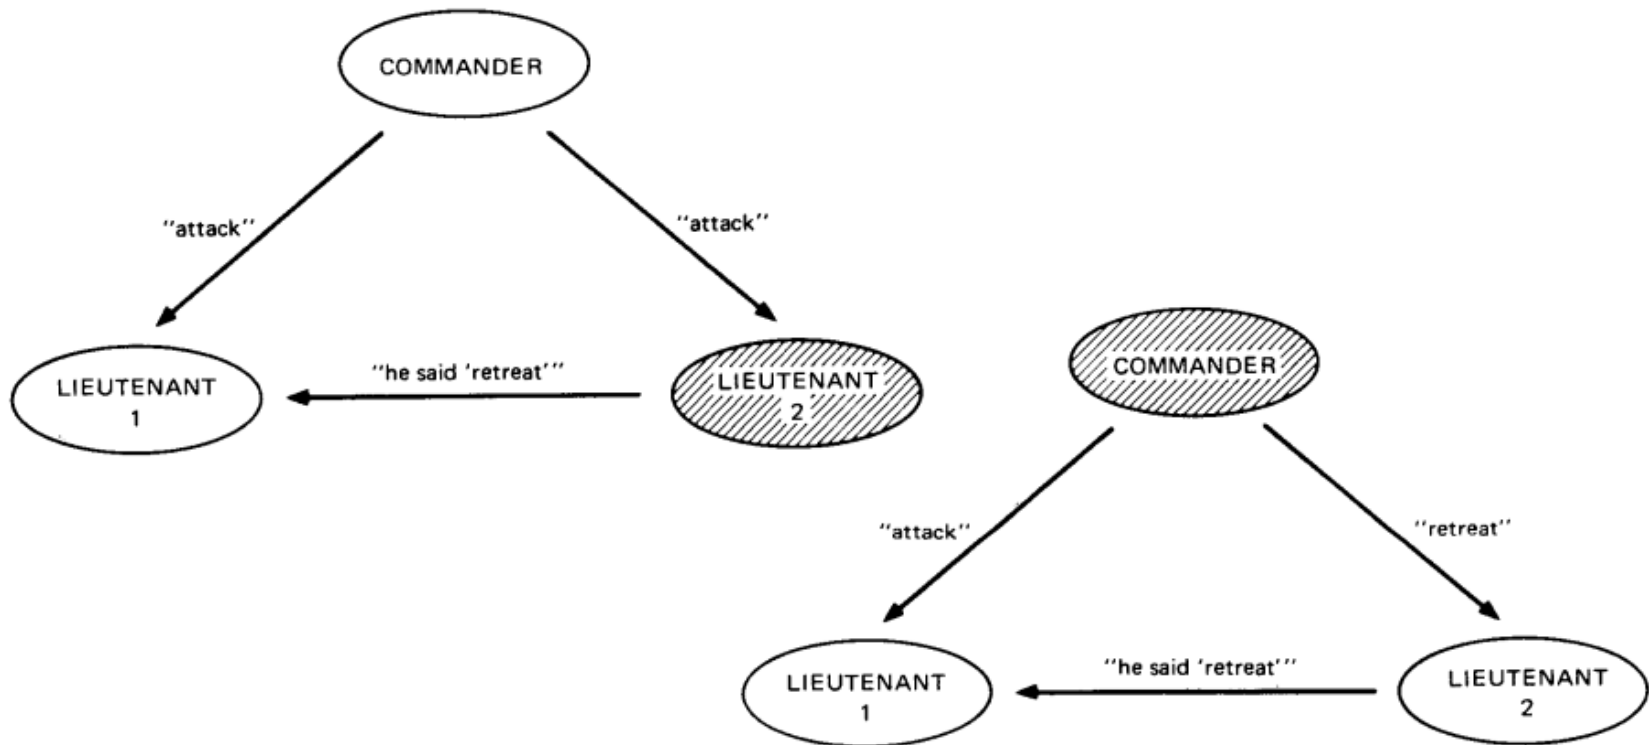 COMMANDER
"attack"
"attack"
LIEUTENANT
1
"he said 'retreat'"
LIEUTENANT
2
COMMANDER
"attack"
"retreat"
LIEUTENANT
1
"he said 'retreat'"
LIEUTENANT
2